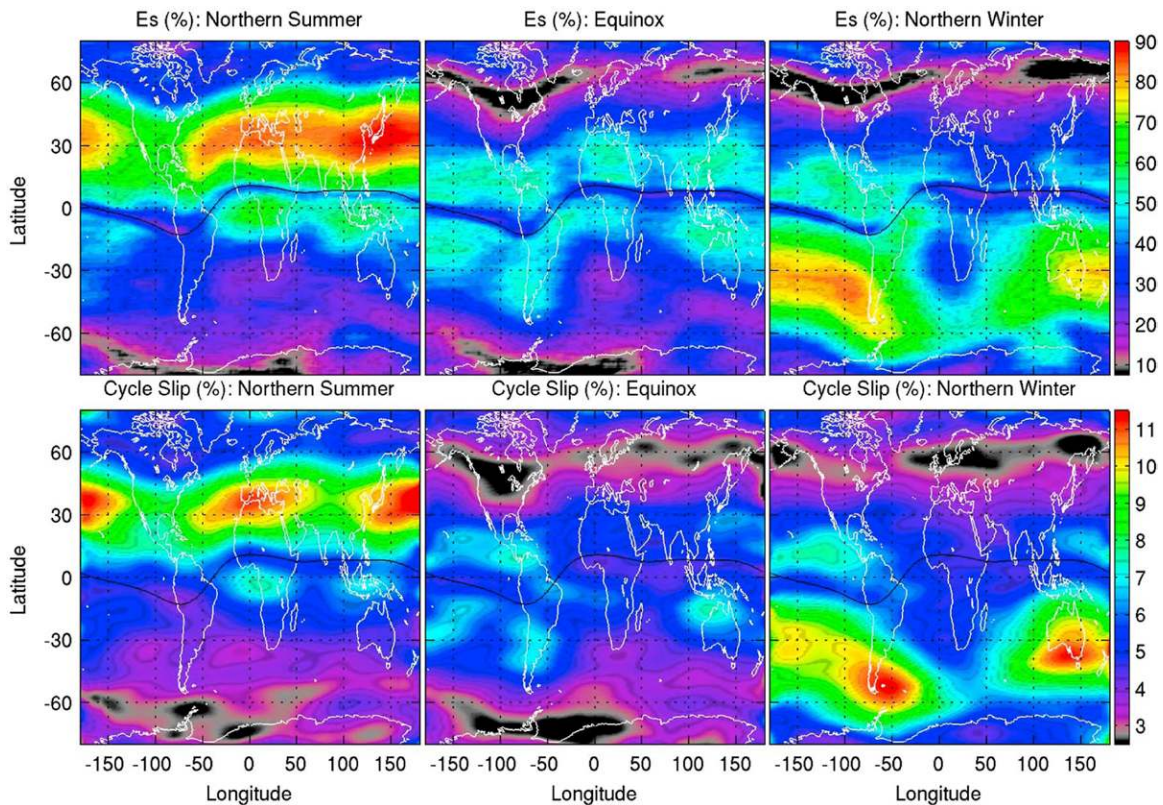 Es (%): Northern Summer
Es (%): Equinox
Es (%): Northern Winter
Latitude
60
30
0
-30
-60
90
80
70
60
50
40
30
20
10
Cycle Slip (%): Northern Summer
Cycle Slip (%): Equinox
Cycle Slip (%): Northern Winter
Latitude
60
30
0
-30
-60
11
10
9
8
7
6
5
4
3
-150 -100 -50 0 50 100 150
-150 -100 -50 0 50 100 150
-150 -100 -50 0 50 100 150
Longitude
Longitude
Longitude